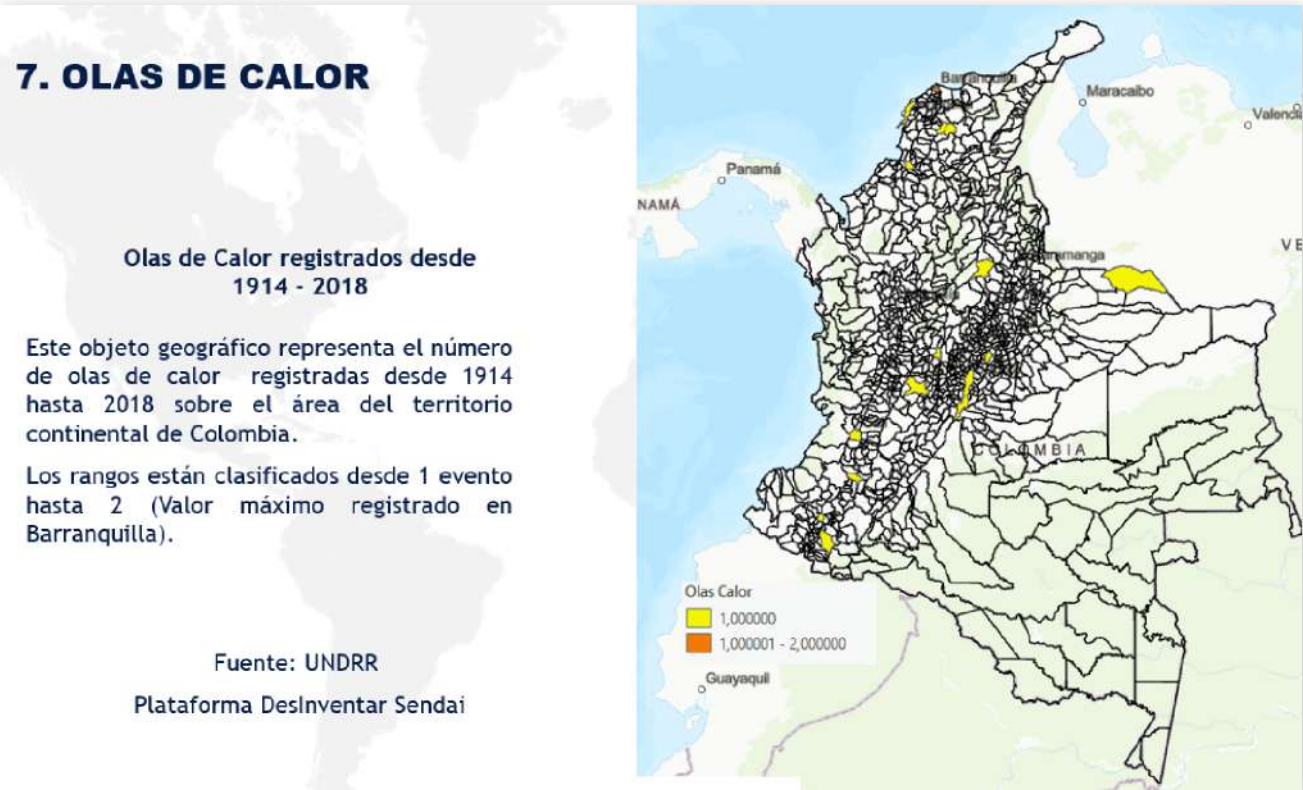 7. OLAS DE CALOR
Olas de Calor registrados desde
1914 - 2018
Este objeto geográfico representa el número
de olas de calor registradas desde 1914
hasta 2018 sobre el área del territorio
continental de Colombia.
Los rangos están clasificados desde 1 evento
hasta 2 (Valor máximo registrado en
Barranquilla).
Fuente: UNDRR
Plataforma DesInventar Sendai
Barranquilla
Maracaibo
Valencia
Panamá
NAMÁ
VE
COLOMBIA
Olas Calor
1,000000
1,000001 - 2,000000
Guayaquil